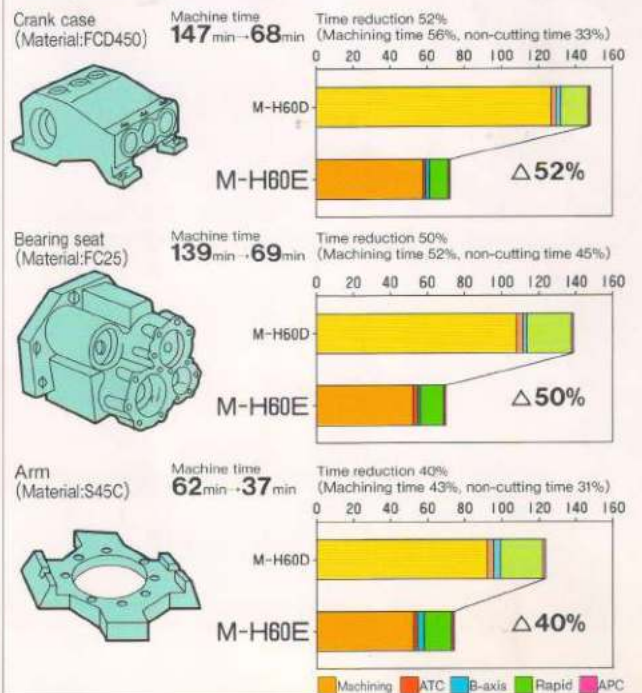 Crank case
(Material:FCD450)
Machine time
147min→68min
Time reduction 52%
(Machining time 56%, non-cutting time 33%)
0 20 40 60 80 100 120 140 160
M-H60D
M-H60E
△52%
Bearing seat
(Material:FC25)
Machine time
139min→69min
Time reduction 50%
(Machining time 52%, non-cutting time 45%)
0 20 40 60 80 100 120 140 160
M-H60D
M-H60E
△50%
Arm
(Material:S45C)
Machine time
62min→37min
Time reduction 40%
(Machining time 43%, non-cutting time 31%)
0 20 40 60 80 100 120 140 160
M-H60D
M-H60E
△40%
Machining ATC B-axis Rapid APC